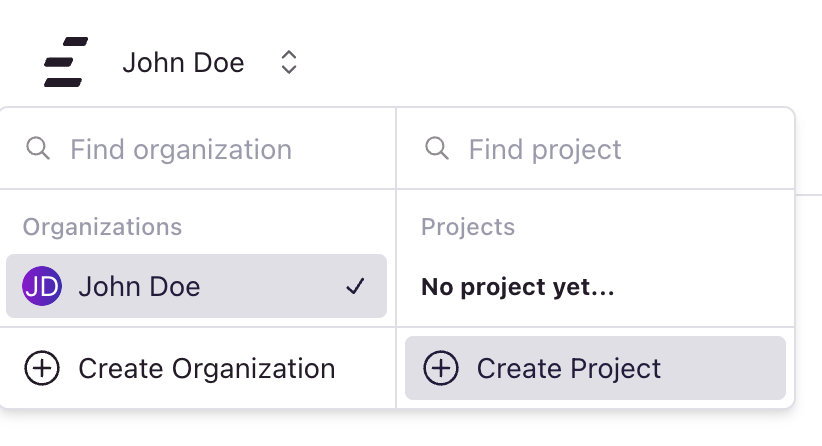 John Doe
Find organization
Find project
Organizations
Projects
JD John Doe
No project yet...
Create Organization
Create Project